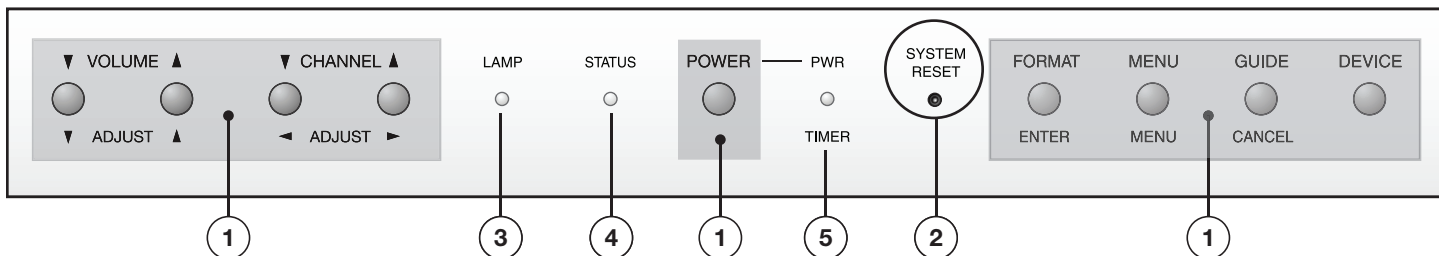 ▼ VOLUME ▲ ▼ CHANNEL ▲ LAMP STATUS POWER PWR SYSTEM RESET FORMAT MENU GUIDE DEVICE
▼ ADJUST ▲ ◄ ADJUST ► TIMER ENTER MENU CANCEL
1 3 4 1 5 2 1